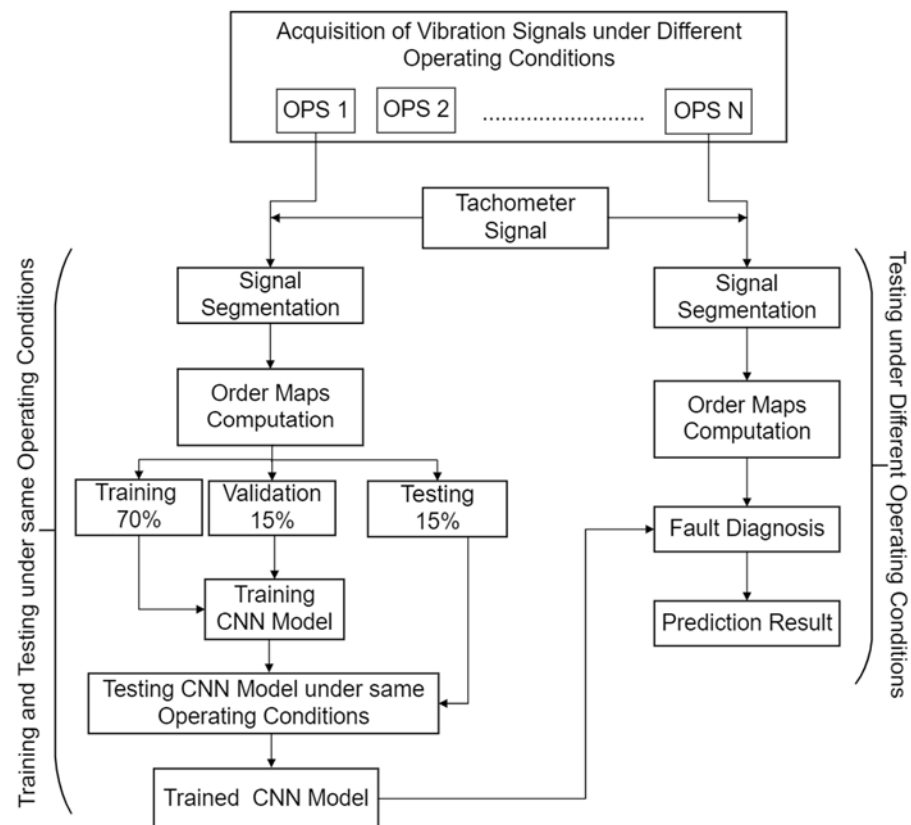 Acquisition of Vibration Signals under Different
Operating Conditions
OPS 1
OPS 2
............................
OPS N
Tachometer
Signal
Training and Testing under same Operating Conditions
Signal
Segmentation
Order Maps
Computation
Training
70%
Validation
15%
Testing
15%
Training
CNN Model
Testing CNN Model under same
Operating Conditions
Trained CNN Model
Signal
Segmentation
Order Maps
Computation
Fault Diagnosis
Prediction Result
Testing under Different Operating Conditions